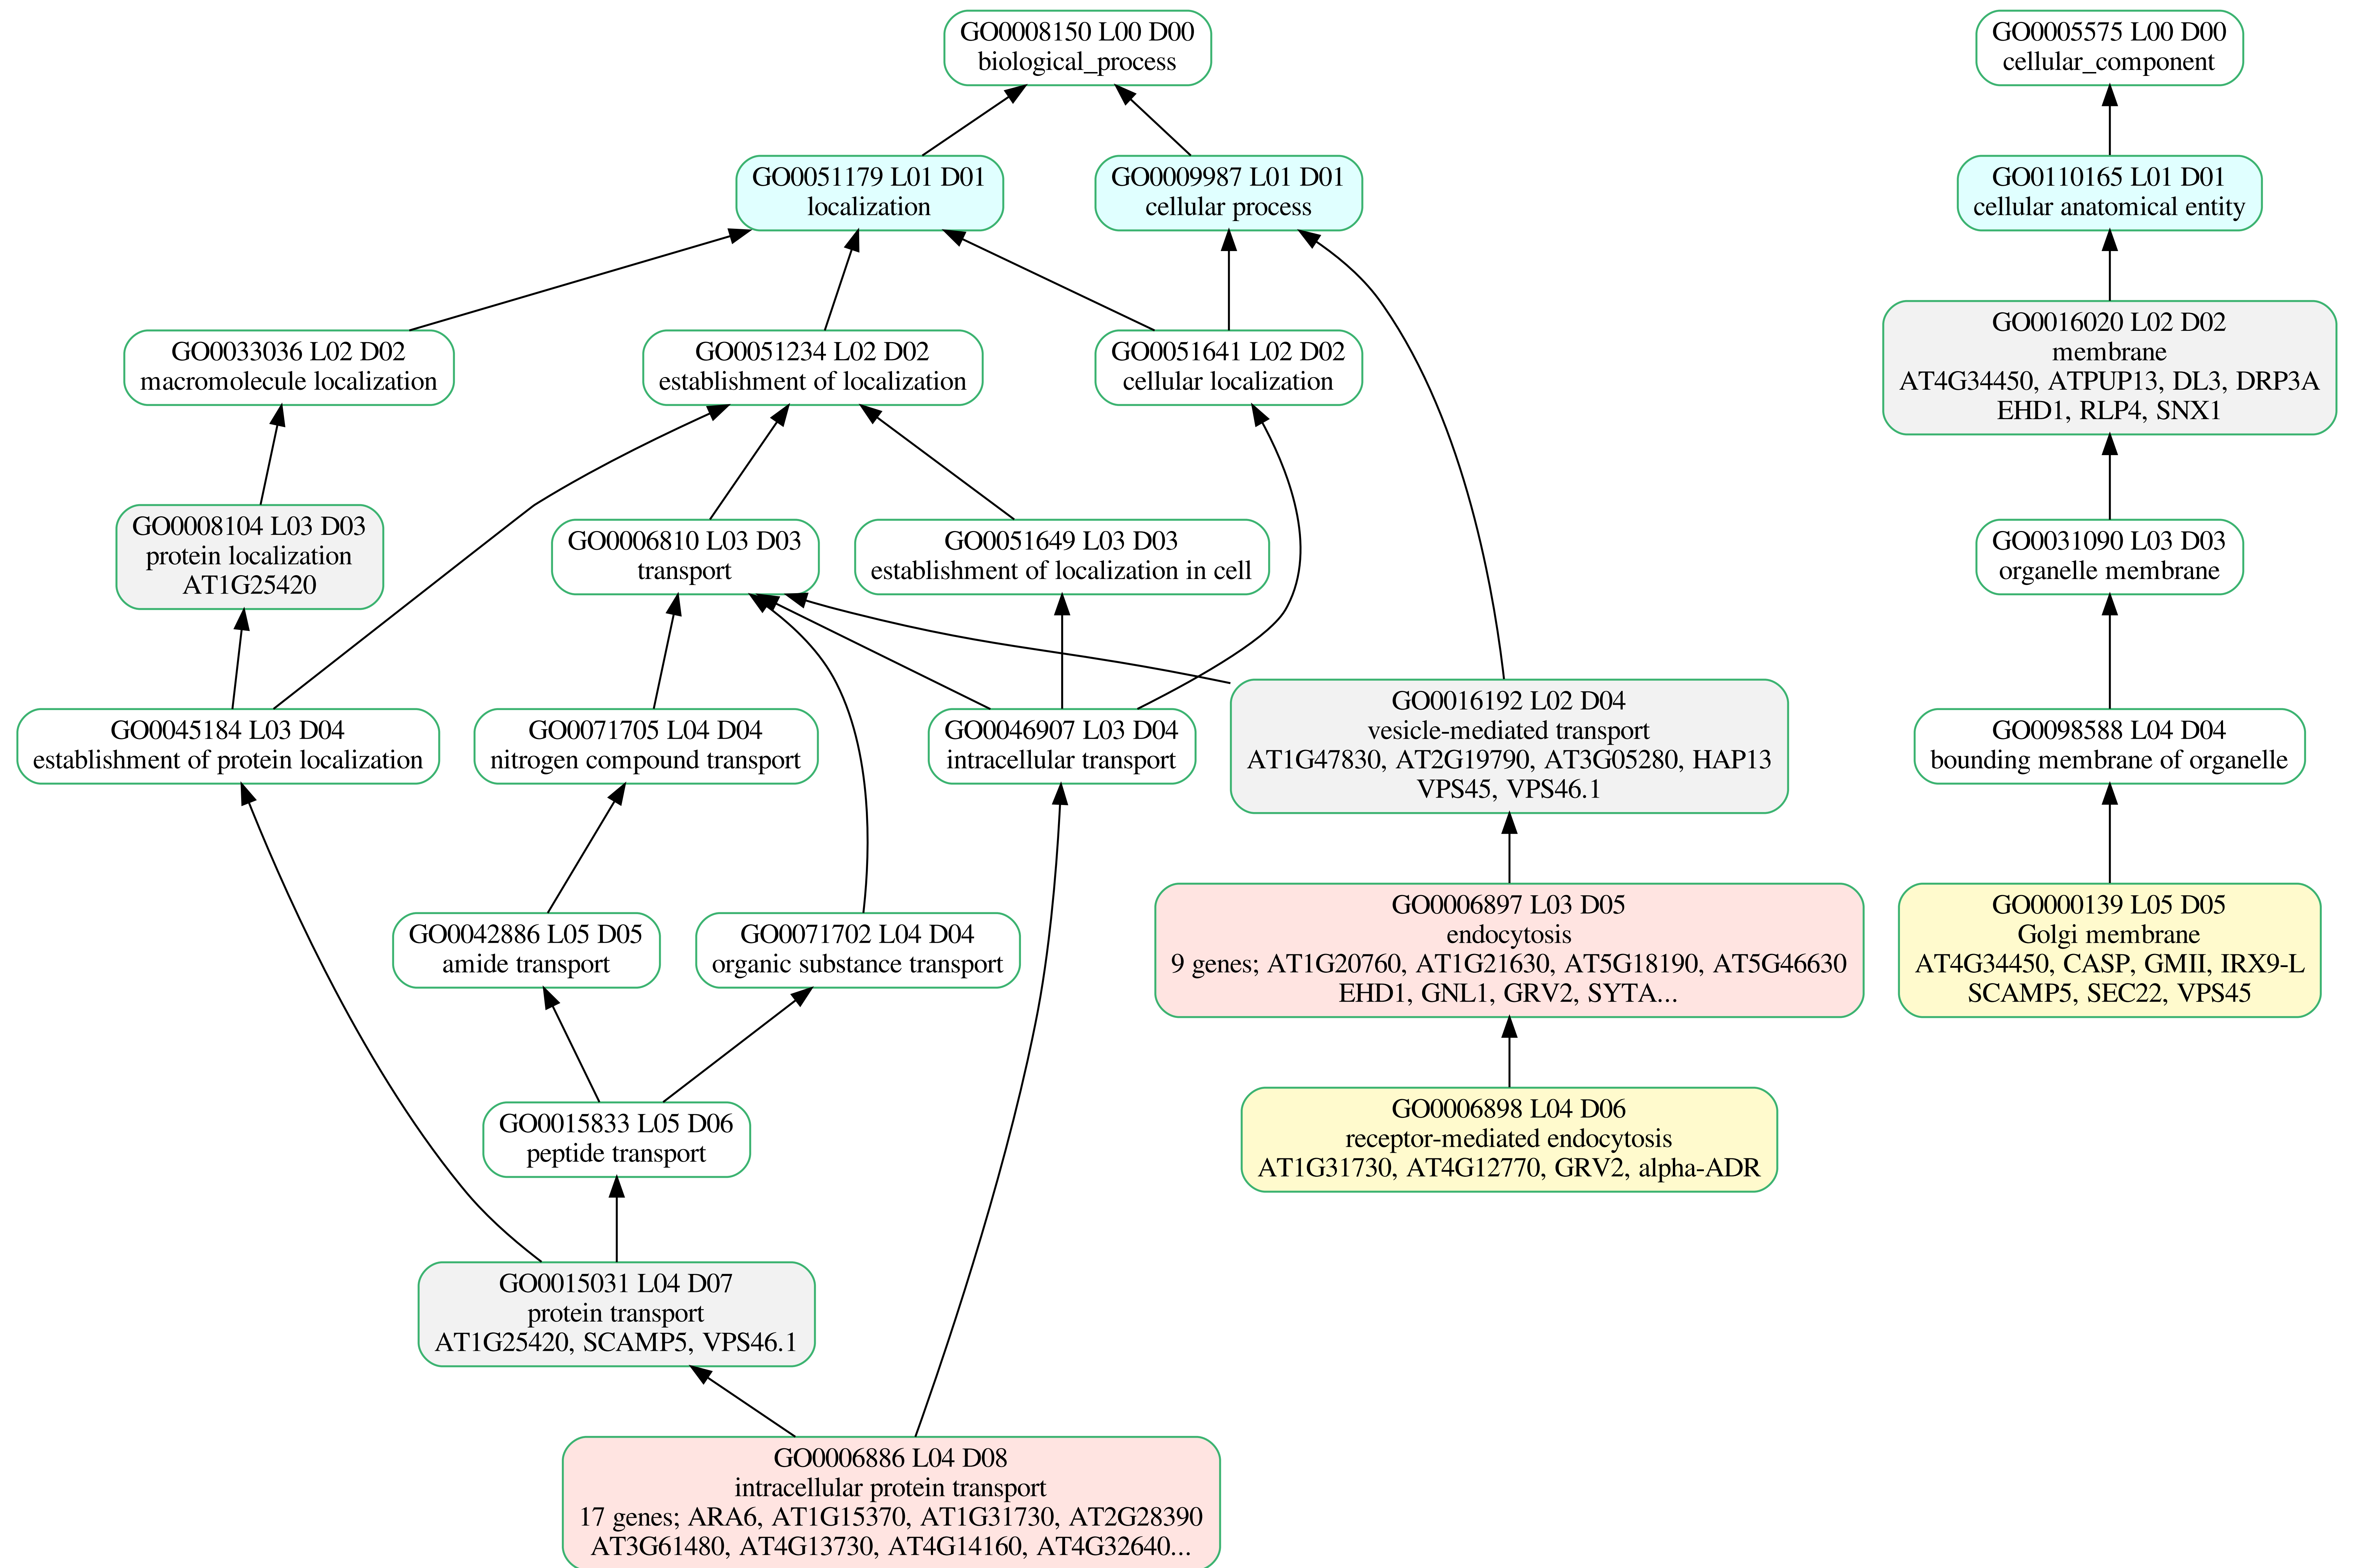 GO0008150 L00 D00
biological_process
GO0005575 L00 D00
cellular_component
GO0051179 L01 D01
localization
GO0009987 L01 D01
cellular process
GO0110165 L01 D01
cellular anatomical entity
GO0033036 L02 D02
macromolecule localization
GO0051234 L02 D02
establishment of localization
GO0051641 L02 D02
cellular localization
GO0016020 L02 D02
membrane
AT4G34450, ATPUP13, DL3, DRP3A
EHD1, RLP4, SNX1
GO0008104 L03 D03
protein localization
AT1G25420
GO0006810 L03 D03
transport
GO0051649 L03 D03
establishment of localization in cell
GO0031090 L03 D03
organelle membrane
GO0045184 L03 D04
establishment of protein localization
GO0071705 L04 D04
nitrogen compound transport
GO0046907 L03 D04
intracellular transport
GO0016192 L02 D04
vesicle-mediated transport
AT1G47830, AT2G19790, AT3G05280, HAP13
VPS45, VPS46.1
GO0098588 L04 D04
bounding membrane of organelle
GO0042886 L05 D05
amide transport
GO0071702 L04 D04
organic substance transport
GO0006897 L03 D05
endocytosis
9 genes; AT1G20760, AT1G21630, AT5G18190, AT5G46630
EHD1, GNL1, GRV2, SYTA...
GO0000139 L05 D05
Golgi membrane
AT4G34450, CASP, GMII, IRX9-L
SCAMP5, SEC22, VPS45
GO0015833 L05 D06
peptide transport
GO0006898 L04 D06
receptor-mediated endocytosis
AT1G31730, AT4G12770, GRV2, alpha-ADR
GO0015031 L04 D07
protein transport
AT1G25420, SCAMP5, VPS46.1
GO0006886 L04 D08
intracellular protein transport
17 genes; ARA6, AT1G15370, AT1G31730, AT2G28390
AT3G61480, AT4G13730, AT4G14160, AT4G32640...